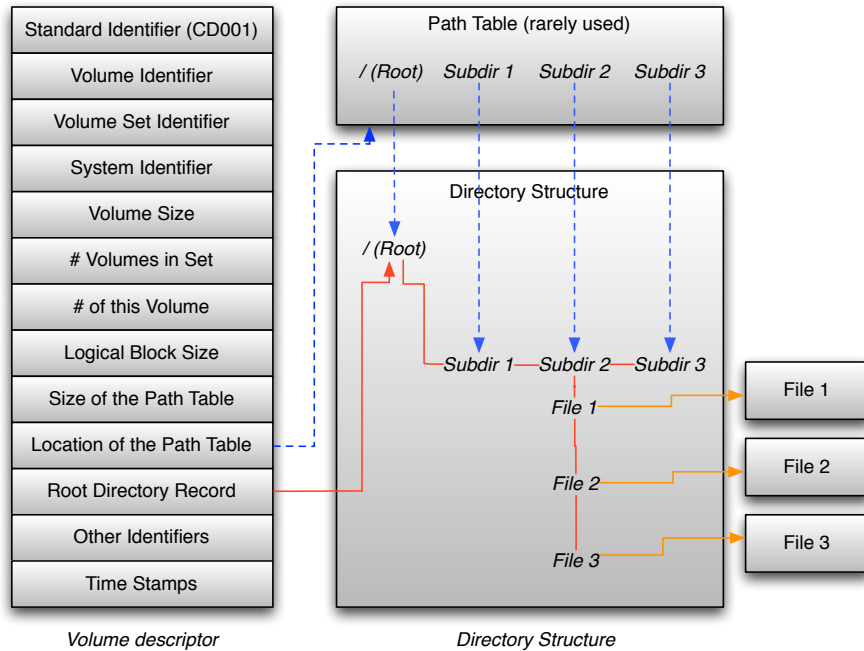 Standard Identifier (CD001)
Volume Identifier
Volume Set Identifier
System Identifier
Volume Size
# Volumes in Set
# of this Volume
Logical Block Size
Size of the Path Table
Location of the Path Table
Root Directory Record
Other Identifiers
Time Stamps
Volume descriptor
Path Table (rarely used)
/ (Root) Subdir 1 Subdir 2 Subdir 3
Directory Structure
/ (Root)
Subdir 1 Subdir 2 Subdir 3
File 1
File 2
File 3
Directory Structure
File 1
File 2
File 3